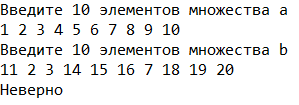 Введите 10 элементов множества a
1 2 3 4 5 6 7 8 9 10
Введите 10 элементов множества b
11 2 3 14 15 16 7 18 19 20
Неверно